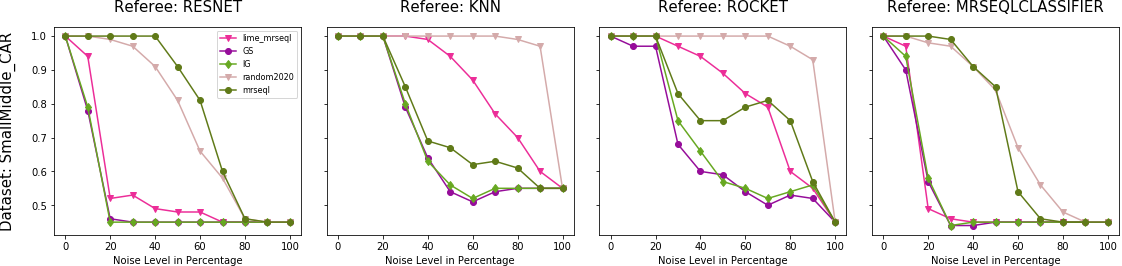 Referee: RESNET
Referee: KNN
Referee: ROCKET
Referee: MRSEQLCLASSIFIER
Dataset: SmallMiddle_CAR
1.0
0.9
0.8
0.7
0.6
0.5
lime_mrseql
GS
IG
random2020
mrseql
0 20 40 60 80 100
0 20 40 60 80 100
0 20 40 60 80 100
0 20 40 60 80 100
Noise Level in Percentage
Noise Level in Percentage
Noise Level in Percentage
Noise Level in Percentage